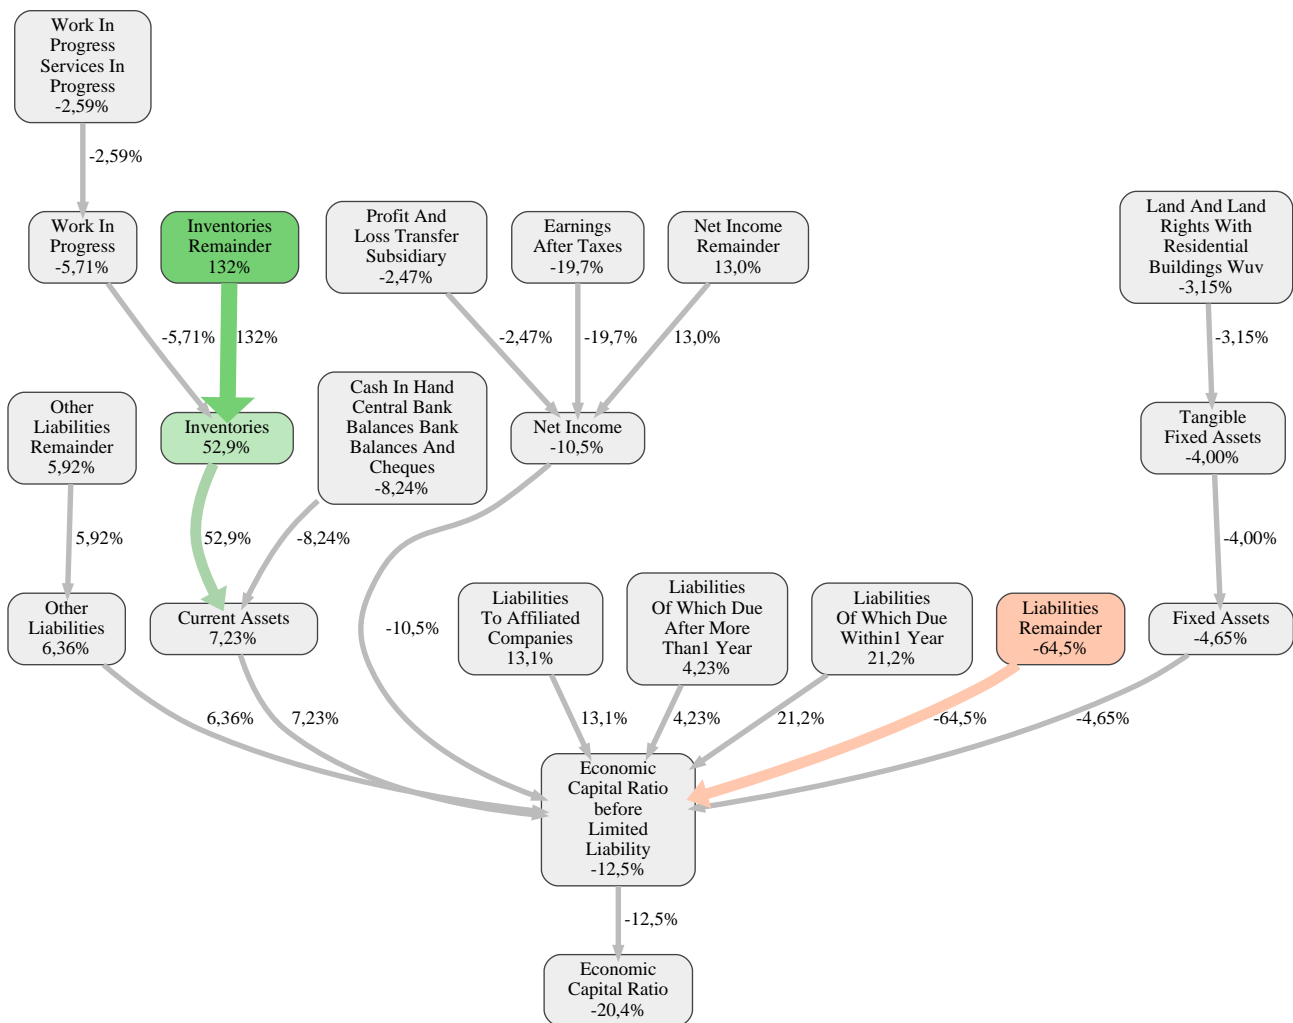 Work In
Progress
Services In
Progress
-2,59%
-2,59%
Work In
Progress
-5,71%
Inventories
Remainder
132%
Profit And
Loss Transfer
Subsidiary
-2,47%
Earnings
After Taxes
-19,7%
Net Income
Remainder
13,0%
Land And Land
Rights With
Residential
Buildings Wuv
-3,15%
-5,71%
132%
-2,47%
-19,7%
13,0%
-3,15%
Other
Liabilities
Remainder
5,92%
Inventories
52,9%
Cash In Hand
Central Bank
Balances Bank
Balances And
Cheques
-8,24%
Net Income
-10,5%
Tangible
Fixed Assets
-4,00%
5,92%
52,9%
-8,24%
-4,00%
Other
Liabilities
6,36%
Current Assets
7,23%
-10,5%
Liabilities
To Affiliated
Companies
13,1%
Liabilities
Of Which Due
After More
Than1 Year
4,23%
Liabilities
Of Which Due
Within1 Year
21,2%
Liabilities
Remainder
-64,5%
Fixed Assets
-4,65%
6,36%
7,23%
13,1%
4,23%
21,2%
-64,5%
-4,65%
Economic
Capital Ratio
before
Limited
Liability
-12,5%
-12,5%
Economic
Capital Ratio
-20,4%